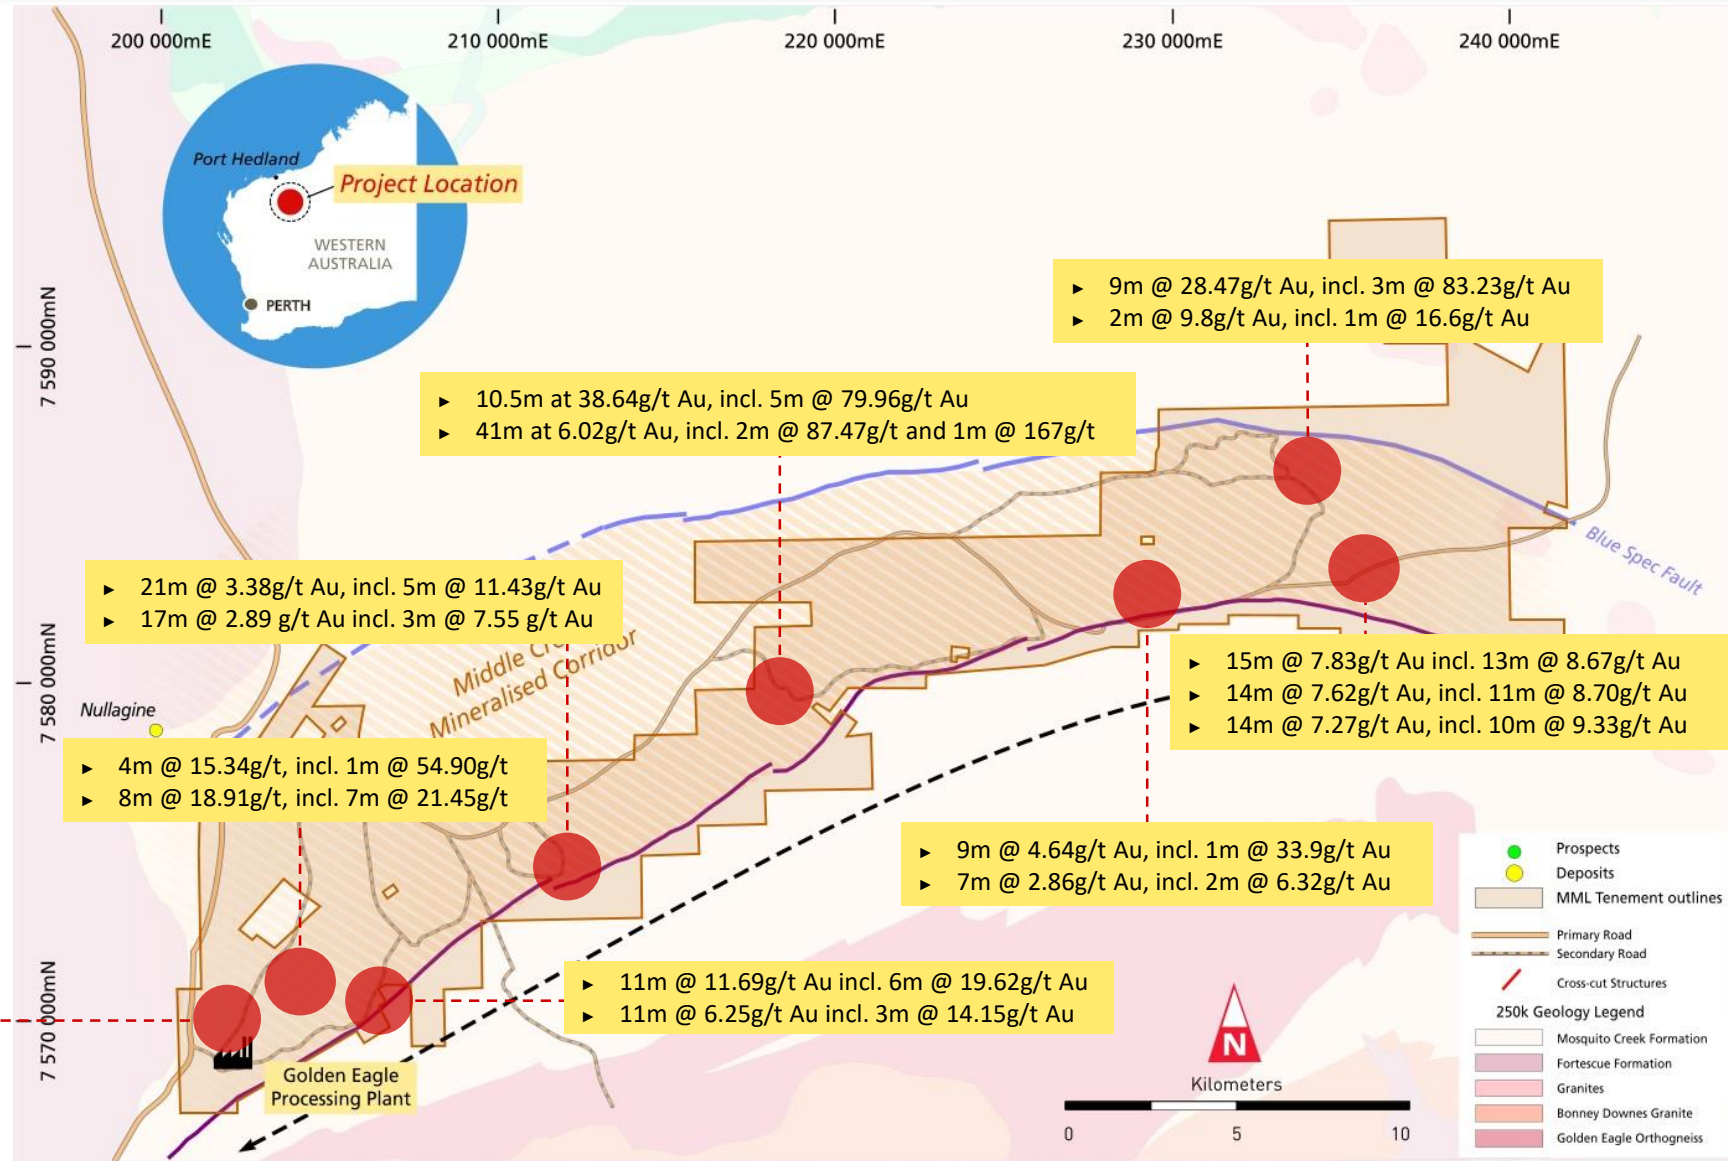 200 000mE
210 000mE
220 000mE
230 000mE
240 000mE
Port Hedland
Project Location
WESTERN
AUSTRALIA
PERTH
7 590 000mN
► 9m @ 28.47g/t Au, incl. 3m @ 83.23g/t Au
► 2m @ 9.8g/t Au, incl. 1m @ 16.6g/t Au
► 10.5m at 38.64g/t Au, incl. 5m @ 79.96g/t Au
► 41m at 6.02g/t Au, incl. 2m @ 87.47g/t and 1m @ 167g/t
Blue Spec Fault
► 21m @ 3.38g/t Au, incl. 5m @ 11.43g/t Au
► 17m @ 2.89 g/t Au incl. 3m @ 7.55 g/t Au
Middle
Mineralised Corridor
7 580 000mN
Nullagine
► 15m @ 7.83g/t Au incl. 13m @ 8.67g/t Au
► 14m @ 7.62g/t Au, incl. 11m @ 8.70g/t Au
► 14m @ 7.27g/t Au, incl. 10m @ 9.33g/t Au
► 4m @ 15.34g/t, incl. 1m @ 54.90g/t
► 8m @ 18.91g/t, incl. 7m @ 21.45g/t
► 9m @ 4.64g/t Au, incl. 1m @ 33.9g/t Au
► 7m @ 2.86g/t Au, incl. 2m @ 6.32g/t Au
► 11m @ 11.69g/t Au incl. 6m @ 19.62g/t Au
► 11m @ 6.25g/t Au incl. 3m @ 14.15g/t Au
7 570 000mN
Golden Eagle
Processing Plant
N
Kilometers
0 5 10
Prospects
Deposits
MML Tenement outlines
Primary Road
Secondary Road
Cross-cut Structures
250k Geology Legend
Mosquito Creek Formation
Fortescue Formation
Granites
Bonney Downes Granite
Golden Eagle Orthogneiss